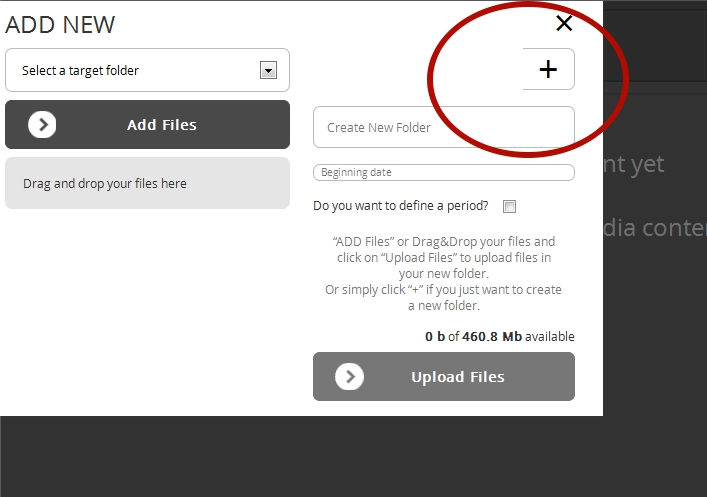 ADD NEW
Select a target folder
+
Add Files
Create New Folder
Drag and drop your files here
Beginning date
Do you want to define a period?
“ADD Files” or Drag&Drop your files and
click on “Upload Files” to upload files in
your new folder.
Or simply click “+” if you just want to create
a new folder.
0 b of 460.8 Mb available
Upload Files
nt yet
dia conte